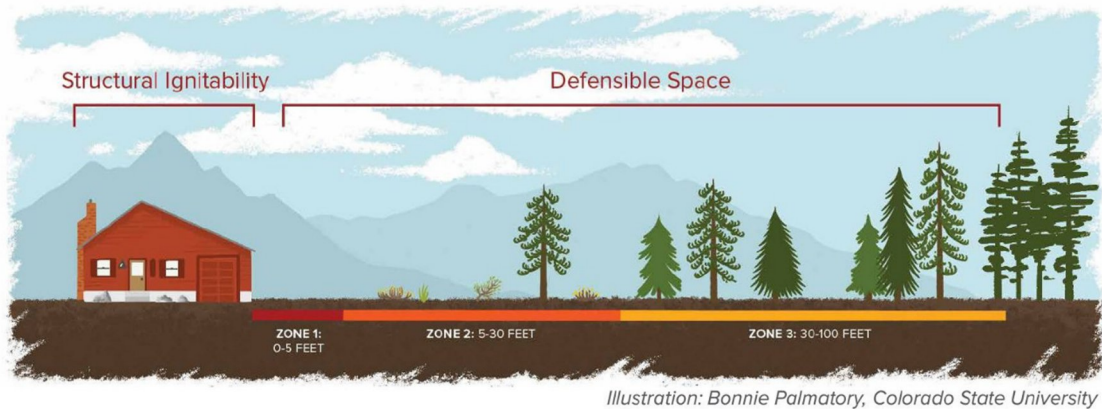 Structural Ignitability
Defensible Space
ZONE 1:
0-5 FEET
ZONE 2: 5-30 FEET
ZONE 3: 30-100 FEET
Illustration: Bonnie Palmatory, Colorado State University